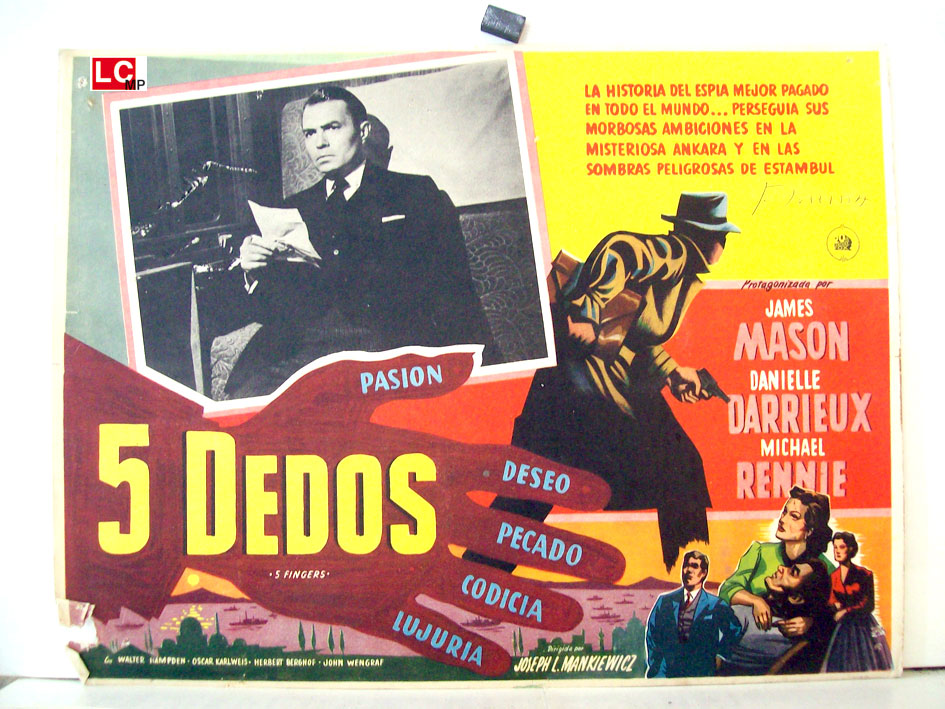 LC
MP
LA HISTORIA DEL ESPIA MEJOR PAGADO
EN TODO EL MUNDO... PERSEGUIA SUS
MORBOSAS AMBICIONES EN LA
MISTERIOSA ANKARA Y EN LAS
SOMBRAS PELIGROSAS DE ESTAMBUL
Protagonizada por
JAMES
MASON
DANIELLE
DARRIEUX
MICHAEL
RENNIE
PASION
5 DEDOS
· 5 FINGERS ·
DESEO
PECADO
CODICIA
LUJURIA
Con WALTER HAMPDEN · OSCAR KARLWEIS · HERBERT BERGHOF · JOHN WENGRAF
Dirigida por
JOSEPH L. MANKIEWICZ